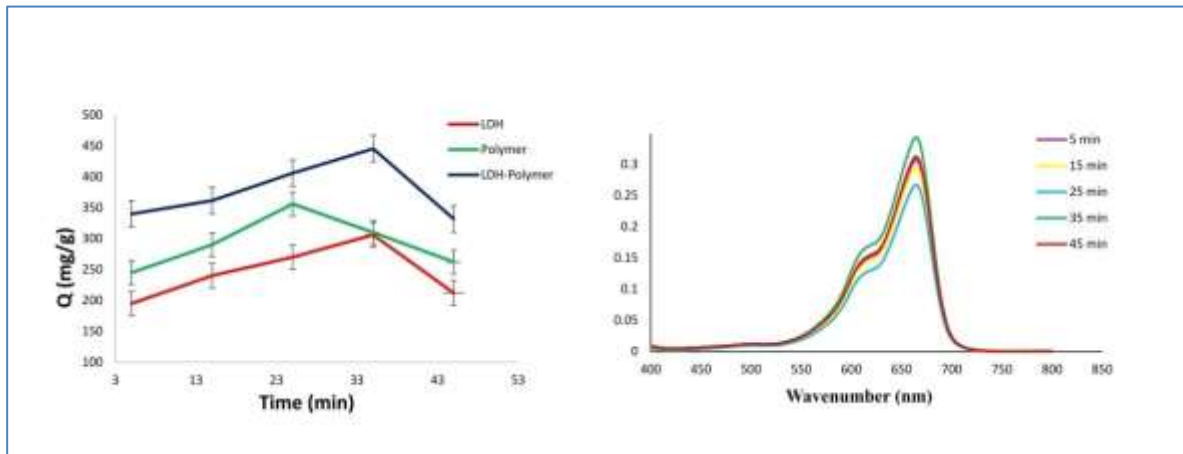 500
450
400
350
300
250
200
150
100
Q (mg/g)
3 13 23 33 43 53
Time (min)
LDH
Polymer
LDH-Polymer
0.3
0.25
0.2
0.15
0.1
0.05
0
400 450 500 550 600 650 700 750 800 850
Wavenumber (nm)
5 min
15 min
25 min
35 min
45 min